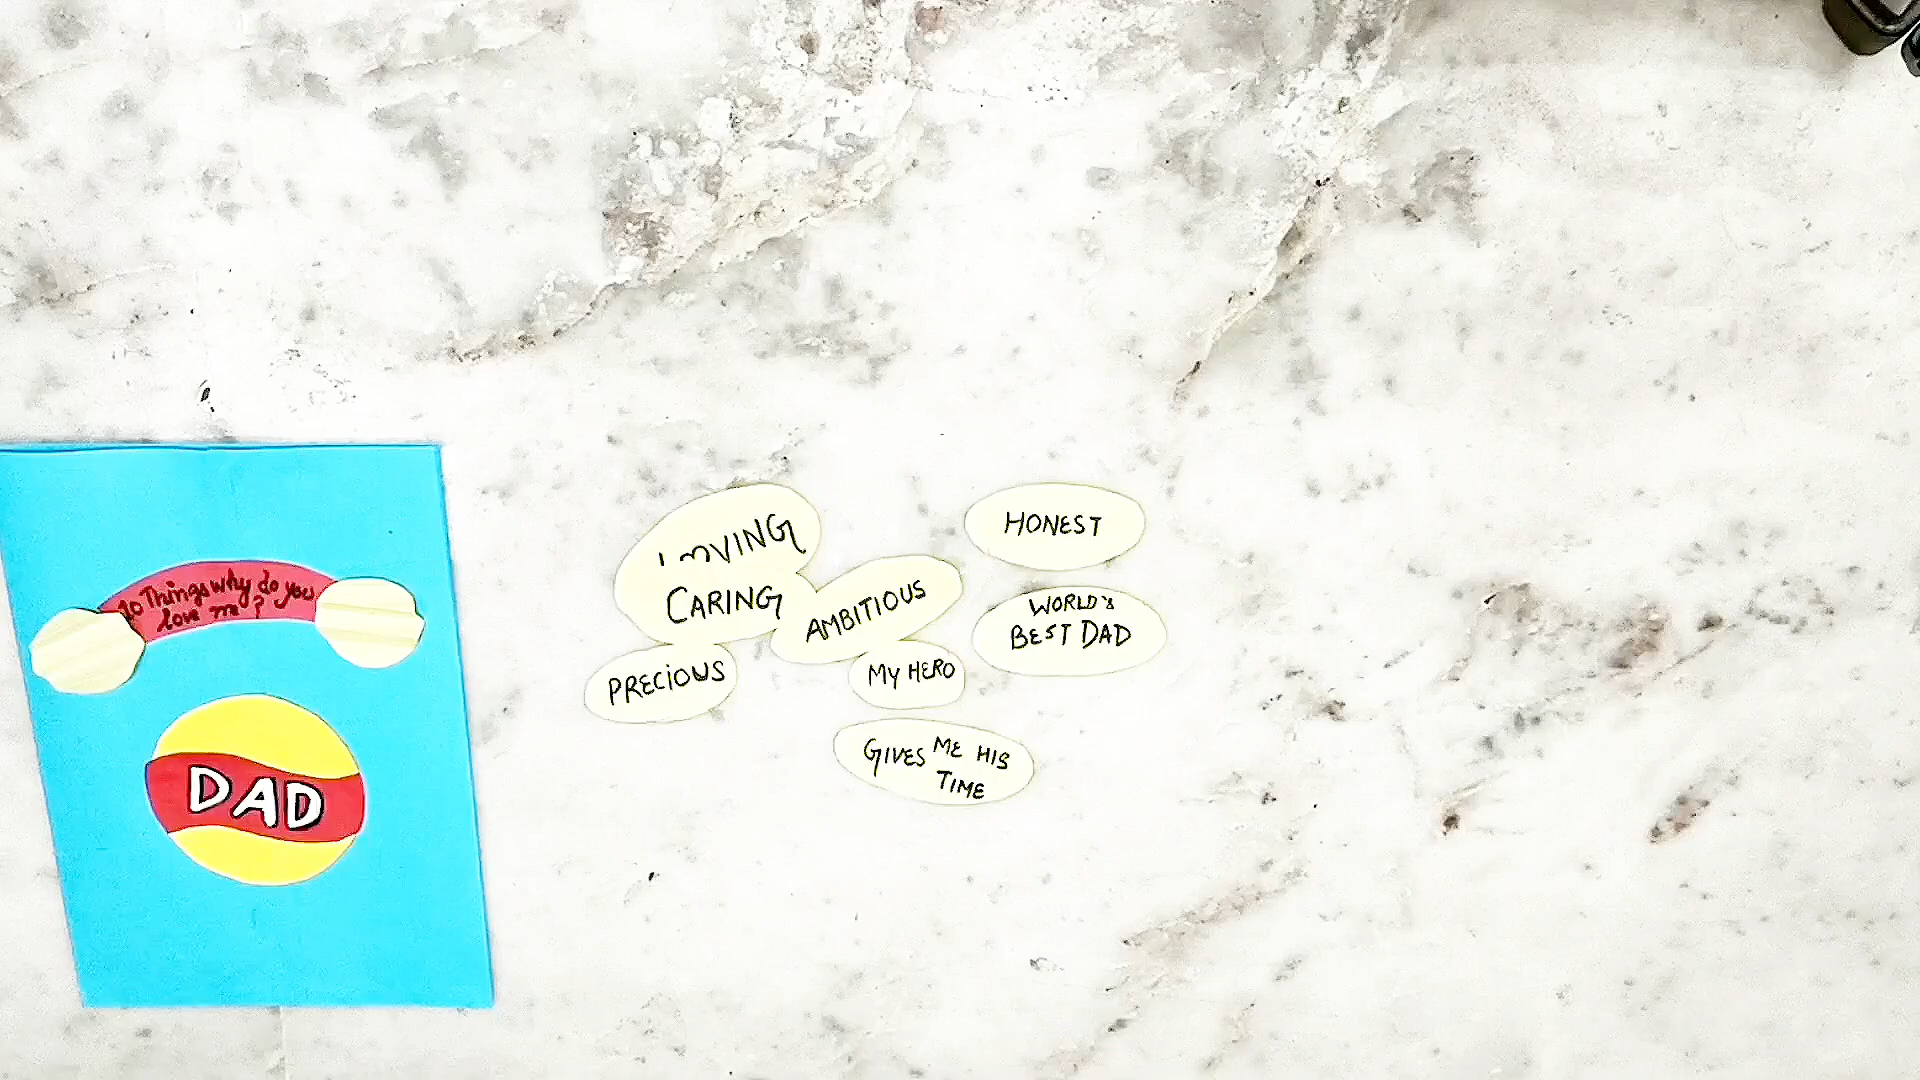 10 Things why do you
love me?
DAD
LOVING
CARING
AMBITIOUS
PRECIOUS
MY HERO
GIVES ME HIS
TIME
HONEST
WORLD'S
BEST DAD